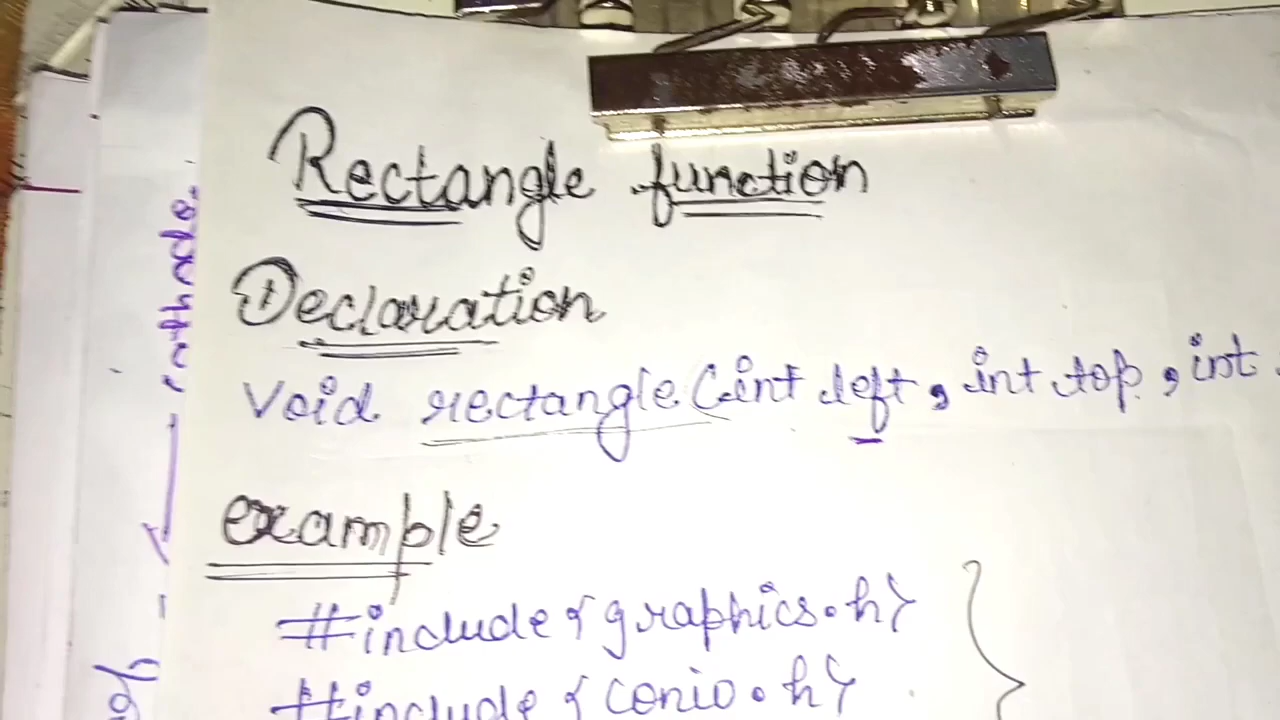 Rectangle function
Declaration
Void rectangle (int left, int top, int
example
#include {graphics.h}
#include {conio.h}